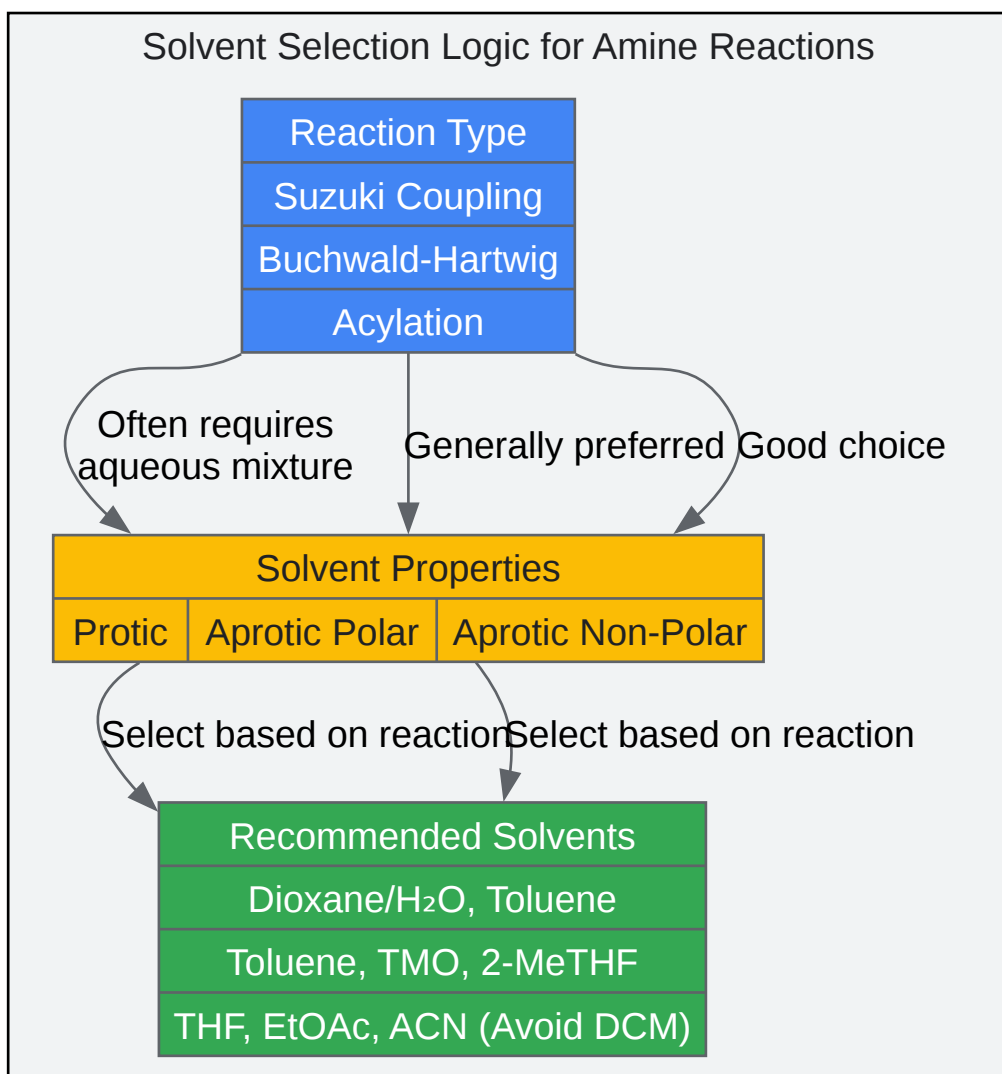 Solvent Selection Logic for Amine Reactions
Reaction Type
Suzuki Coupling
Buchwald-Hartwig
Acylation
Often requires
aqueous mixture
Generally preferred
Good choice
Solvent Properties
Protic
Aprotic Polar
Aprotic Non-Polar
Select based on reaction
Select based on reaction
Recommended Solvents
Dioxane/H₂O, Toluene
Toluene, TMO, 2-MeTHF
THF, EtOAc, ACN (Avoid DCM)